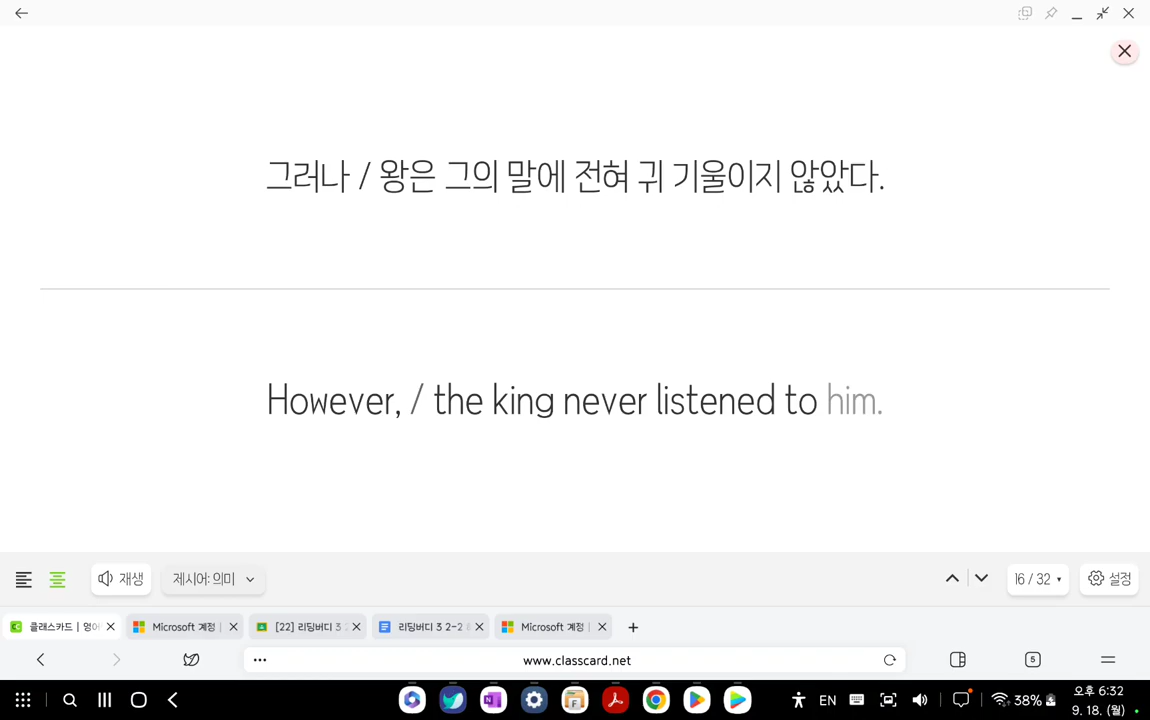 그러나 / 왕은 그의 말에 전혀 귀 기울이지 않았다.
However, / the king never listened to him.
재생
제시어: 의미
16 / 32
설정
클래스카드 | 영어
Microsoft 계정 |
[22] 리딩버디 3 2
리딩버디 3 2-2
Microsoft 계정 |
www.classcard.net
5
EN
38%
오후 6:32
9. 18. (월)